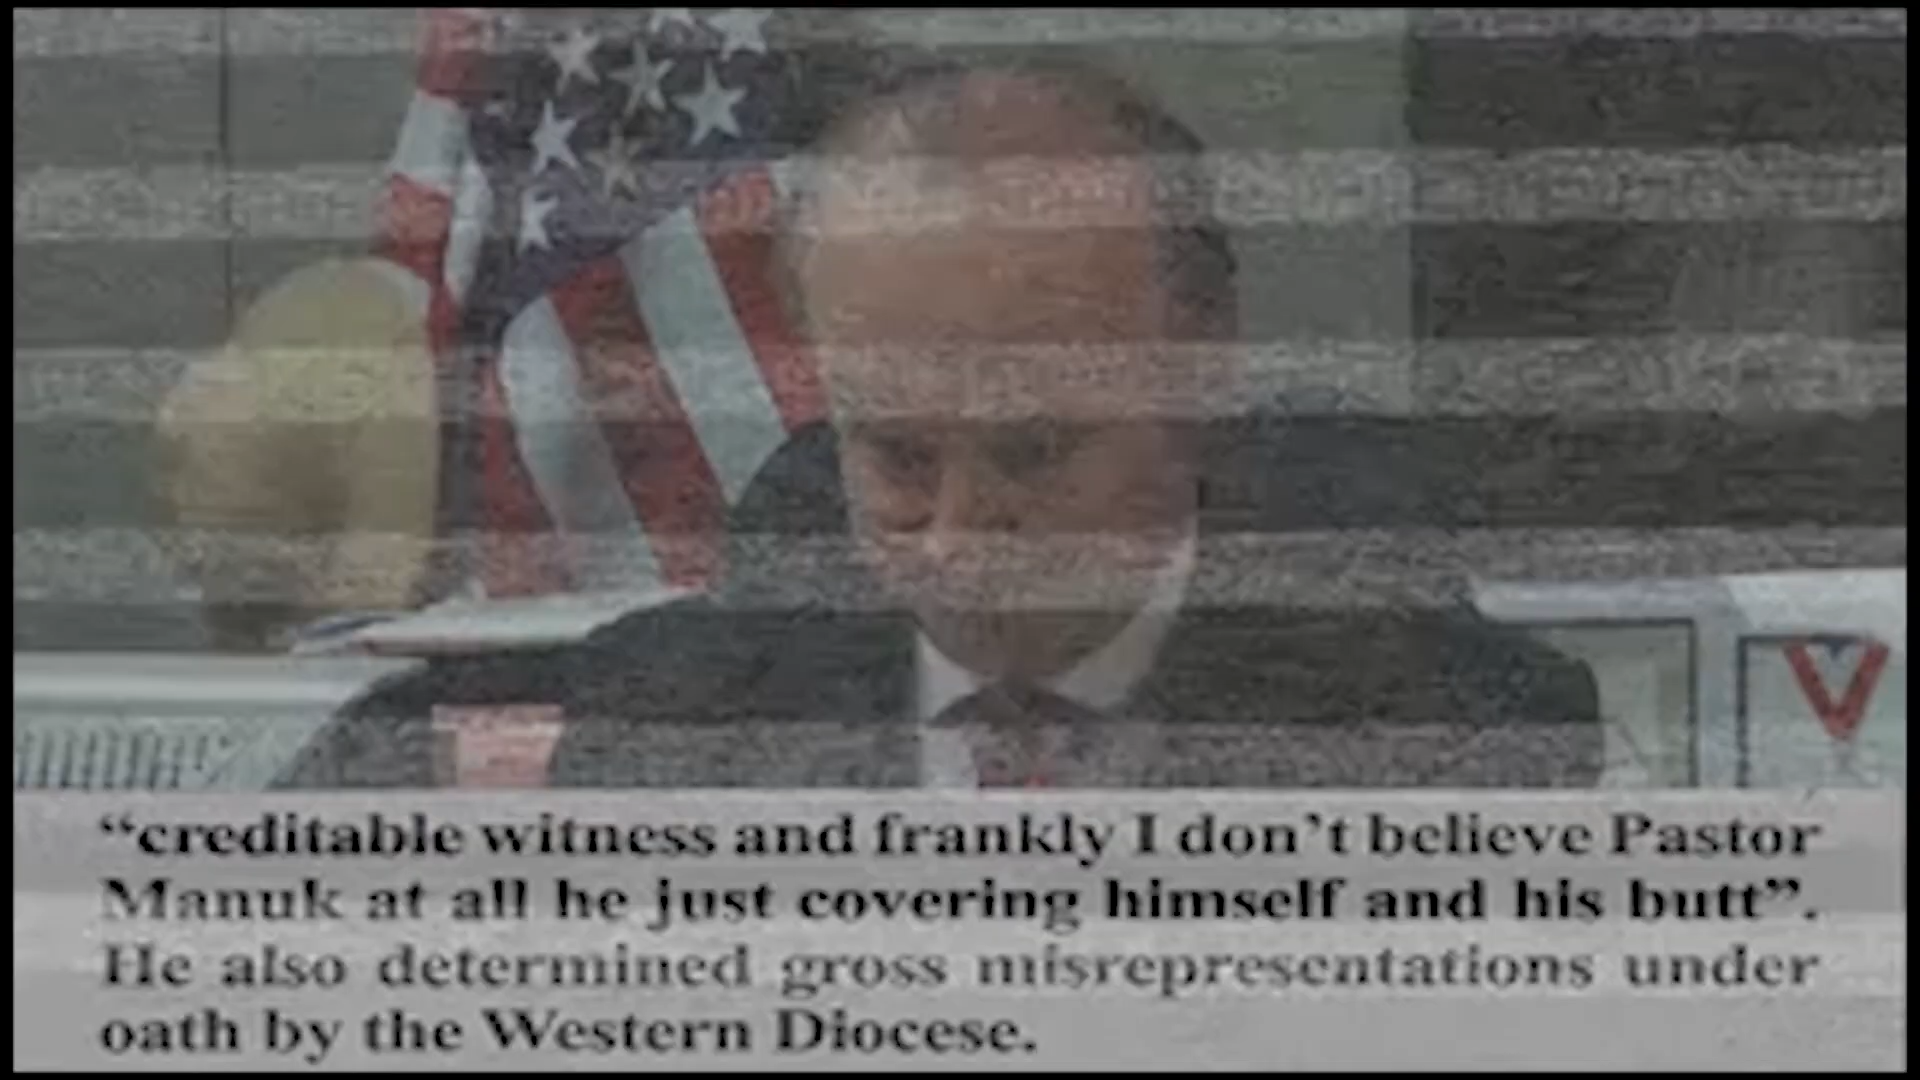 “creditable witness and frankly I don’t believe Pastor
Manuk at all he just covering himself and his butt”.
He also determined gross misrepresentations under
oath by the Western Diocese.